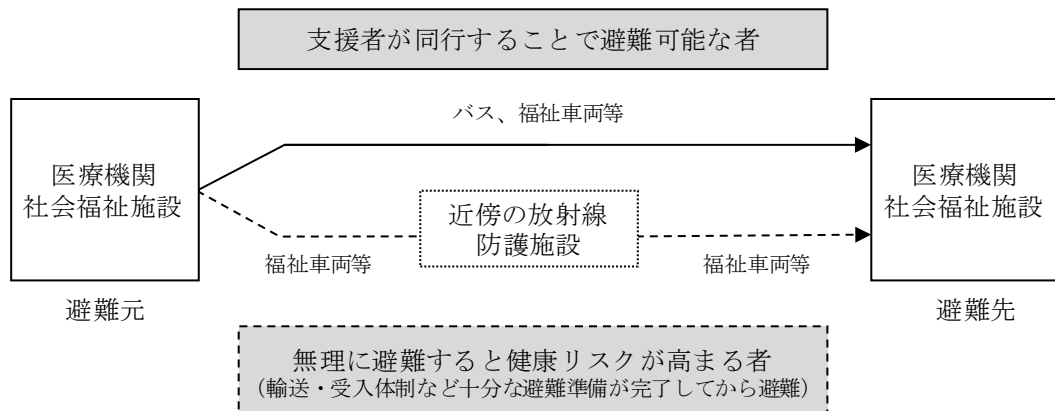 支援者が同行することで避難可能な者
バス、福祉車両等
医療機関
社会福祉施設
避難元
近傍の放射線
防護施設
福祉車両等
福祉車両等
医療機関
社会福祉施設
避難先
無理に避難すると健康リスクが高まる者
（輸送・受入体制など十分な避難準備が完了してから避難）